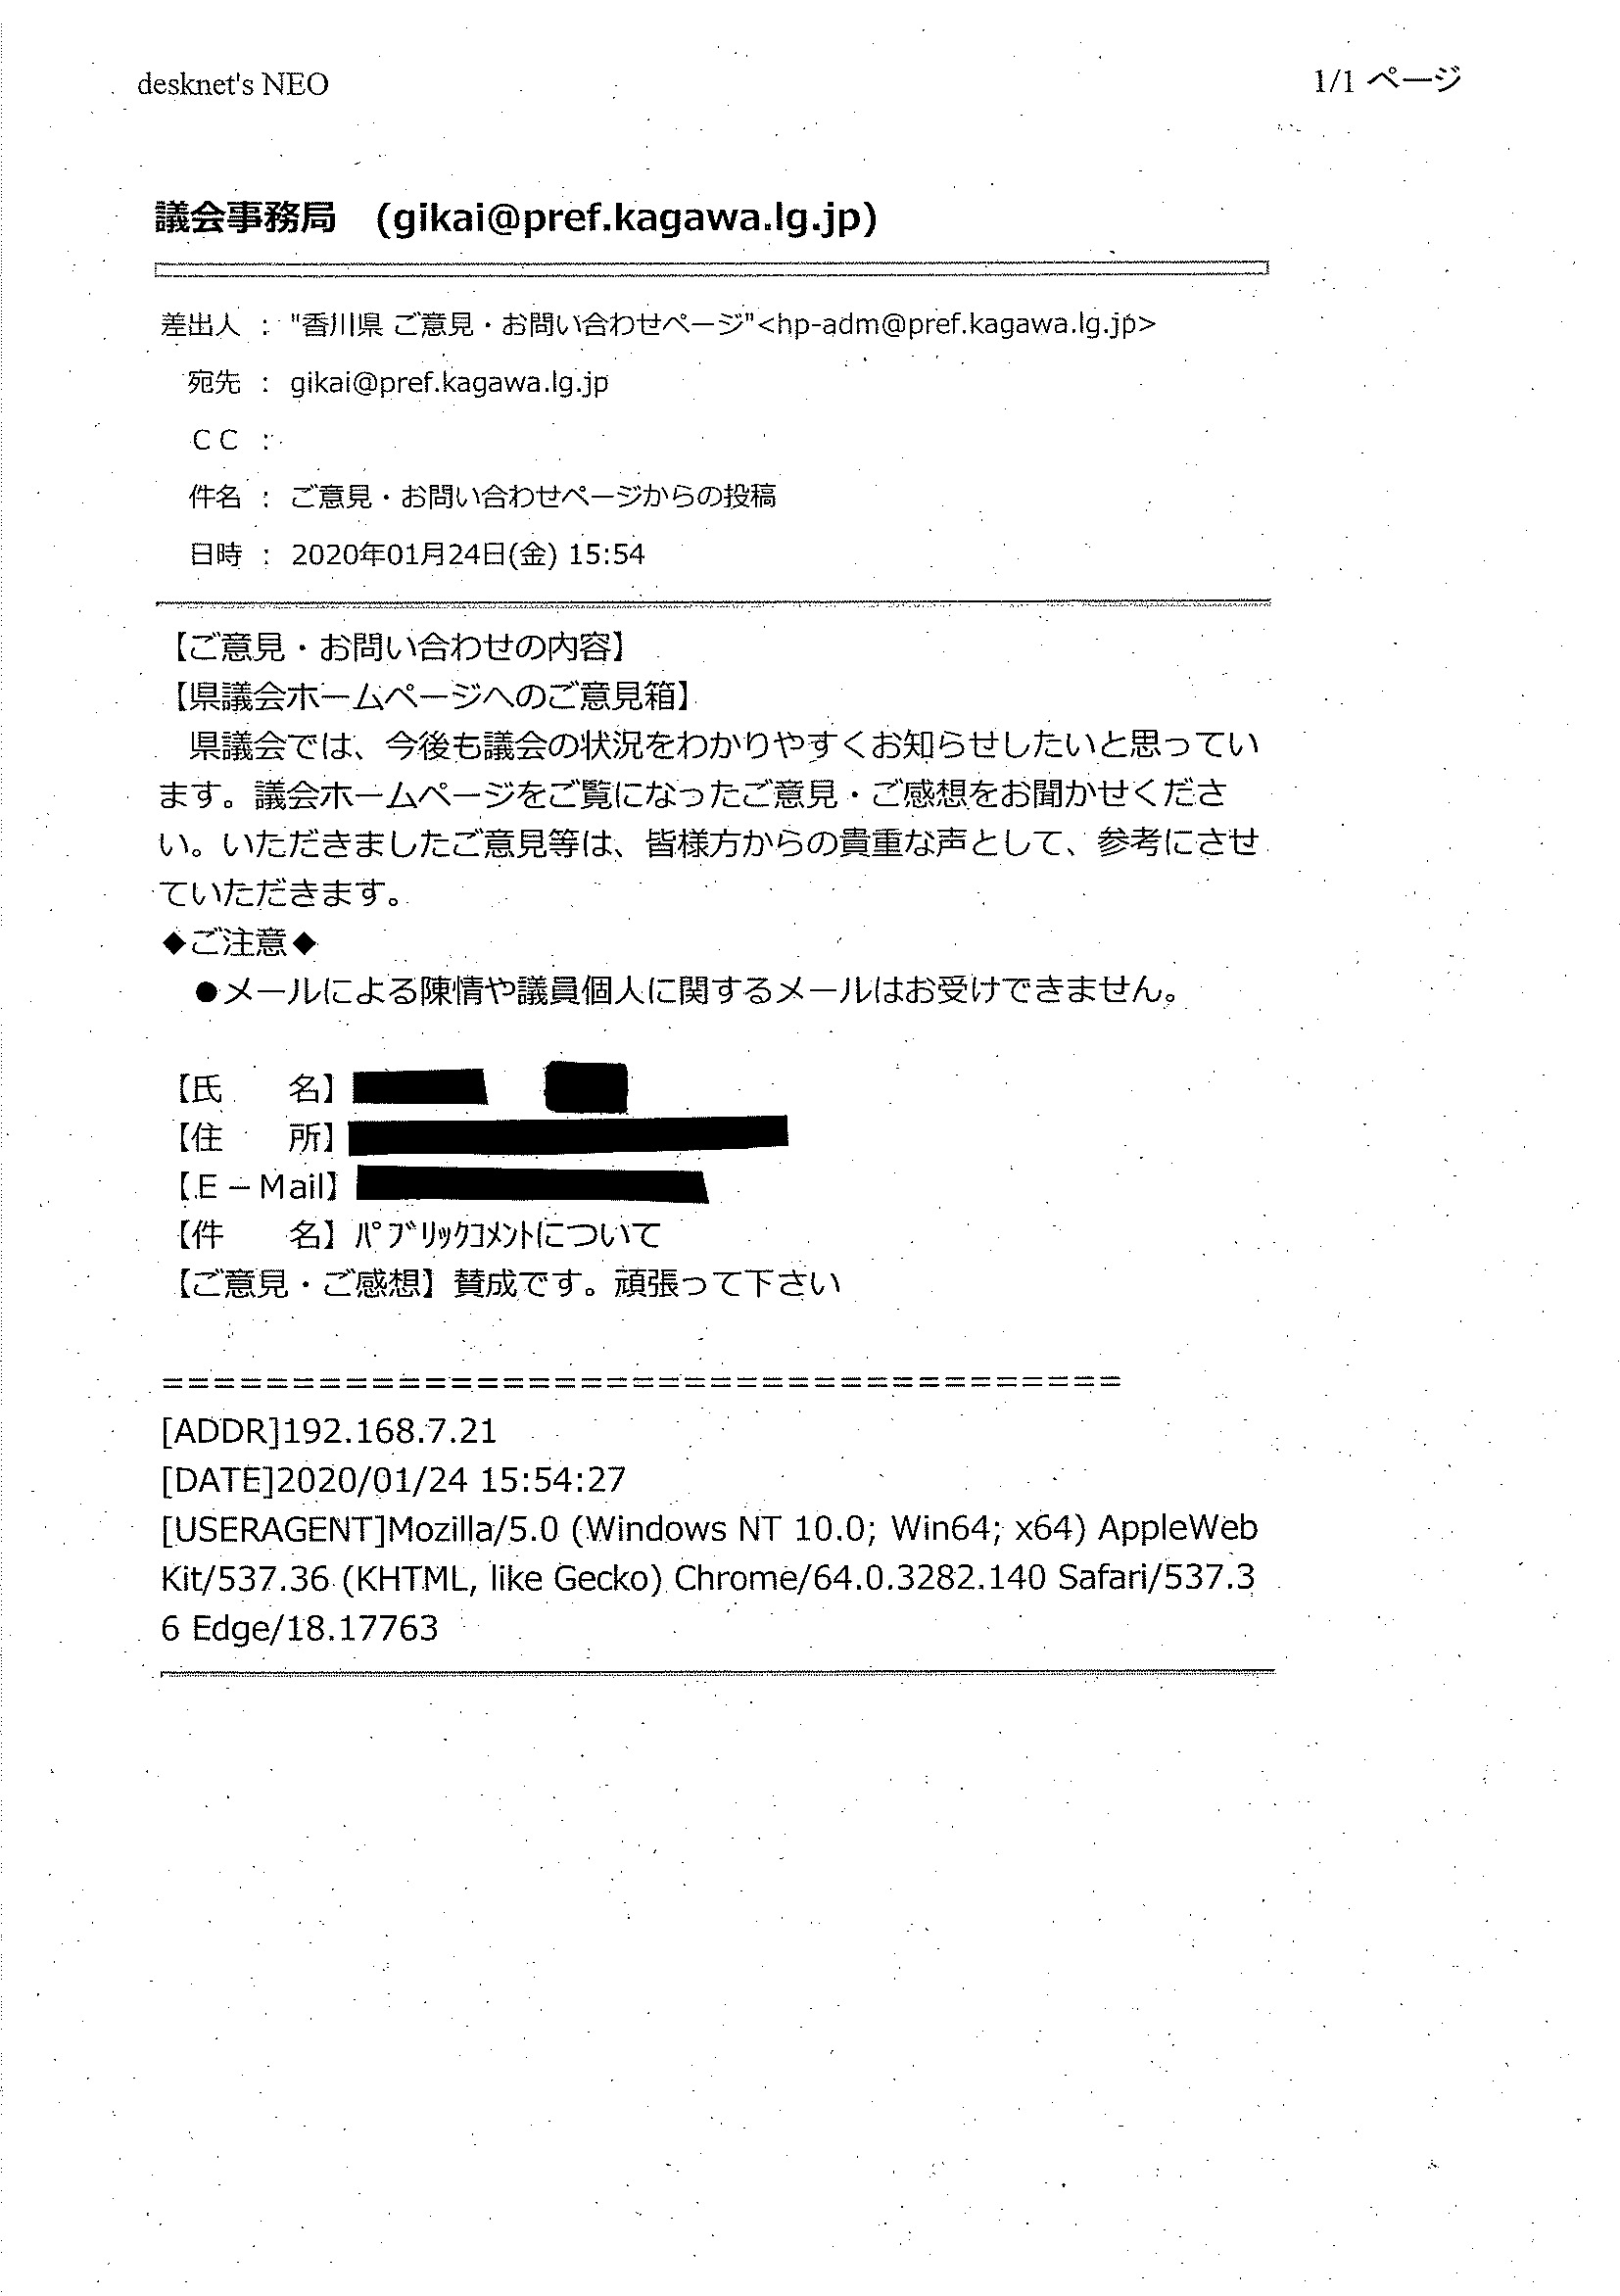 desknet's NEO
1/1 ページ
議会事務局　(gikai@pref.kagawa.lg.jp)
差出人 ： "香川県 ご意見・お問い合わせページ"<hp-adm@pref.kagawa.lg.jp>
宛先 ： gikai@pref.kagawa.lg.jp
ＣＣ ：
件名 ： ご意見・お問い合わせページからの投稿
日時 ： 2020年01月24日(金) 15:54
【ご意見・お問い合わせの内容】
【県議会ホームページへのご意見箱】
　県議会では、今後も議会の状況をわかりやすくお知らせしたいと思ってい
ます。議会ホームページをご覧になったご意見・ご感想をお聞かせくださ
い。いただきましたご意見等は、皆様方からの貴重な声として、参考にさせ
ていただきます。
◆ご注意◆
　●メールによる陳情や議員個人に関するメールはお受けできません。
【氏　　名】
【住　　所】
【E－Mail】
【件　　名】ﾊﾟﾌﾞﾘｯｸｺﾒﾝﾄについて
【ご意見・ご感想】賛成です。頑張って下さい
=====================================
[ADDR]192.168.7.21
[DATE]2020/01/24 15:54:27
[USERAGENT]Mozilla/5.0 (Windows NT 10.0; Win64; x64) AppleWeb
Kit/537.36 (KHTML, like Gecko) Chrome/64.0.3282.140 Safari/537.3
6 Edge/18.17763